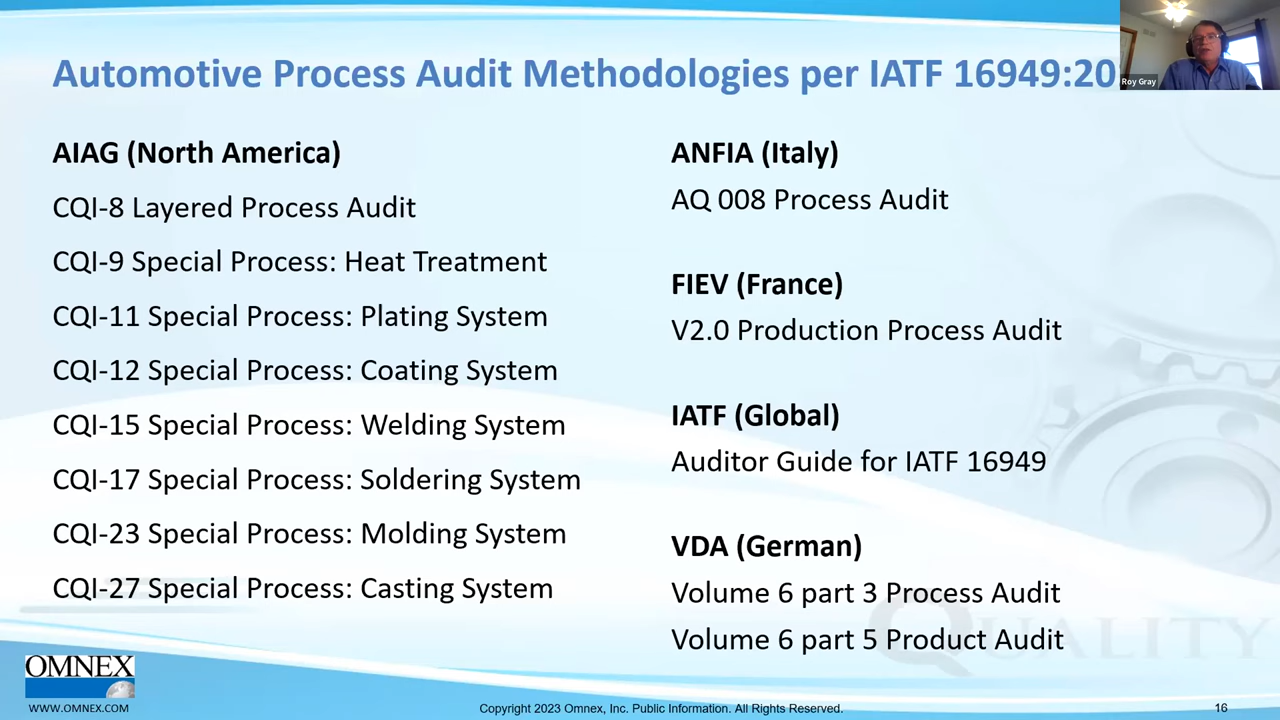 Automotive Process Audit Methodologies per IATF 16949:20
Roy Gray
AIAG (North America)
CQI-8 Layered Process Audit
CQI-9 Special Process: Heat Treatment
CQI-11 Special Process: Plating System
CQI-12 Special Process: Coating System
CQI-15 Special Process: Welding System
CQI-17 Special Process: Soldering System
CQI-23 Special Process: Molding System
CQI-27 Special Process: Casting System
ANFIA (Italy)
AQ 008 Process Audit
FIEV (France)
V2.0 Production Process Audit
IATF (Global)
Auditor Guide for IATF 16949
VDA (German)
Volume 6 part 3 Process Audit
Volume 6 part 5 Product Audit
QUALITY
OMNEX
WWW.OMNEX.COM
Copyright 2023 Omnex, Inc. Public Information. All Rights Reserved.
16